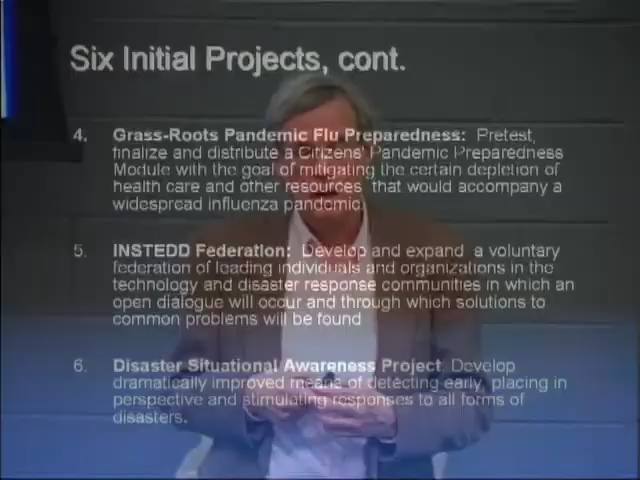 Six Initial Projects, cont.
4. Grass-Roots Pandemic Flu Preparedness: Pretest,
finalize and distribute a Citizens' Pandemic Preparedness
Module with the goal of mitigating the certain depletion of
health care and other resources that would accompany a
widespread influenza pandemic.
5. INSTEDD Federation: Develop and expand a voluntary
federation of leading individuals and organizations in the
technology and disaster response communities in which an
open dialogue will occur and through which solutions to
common problems will be found
6. Disaster Situational Awareness Project: Develop
dramatically improved means of detecting early, placing in
perspective and stimulating responses to all forms of
disasters.